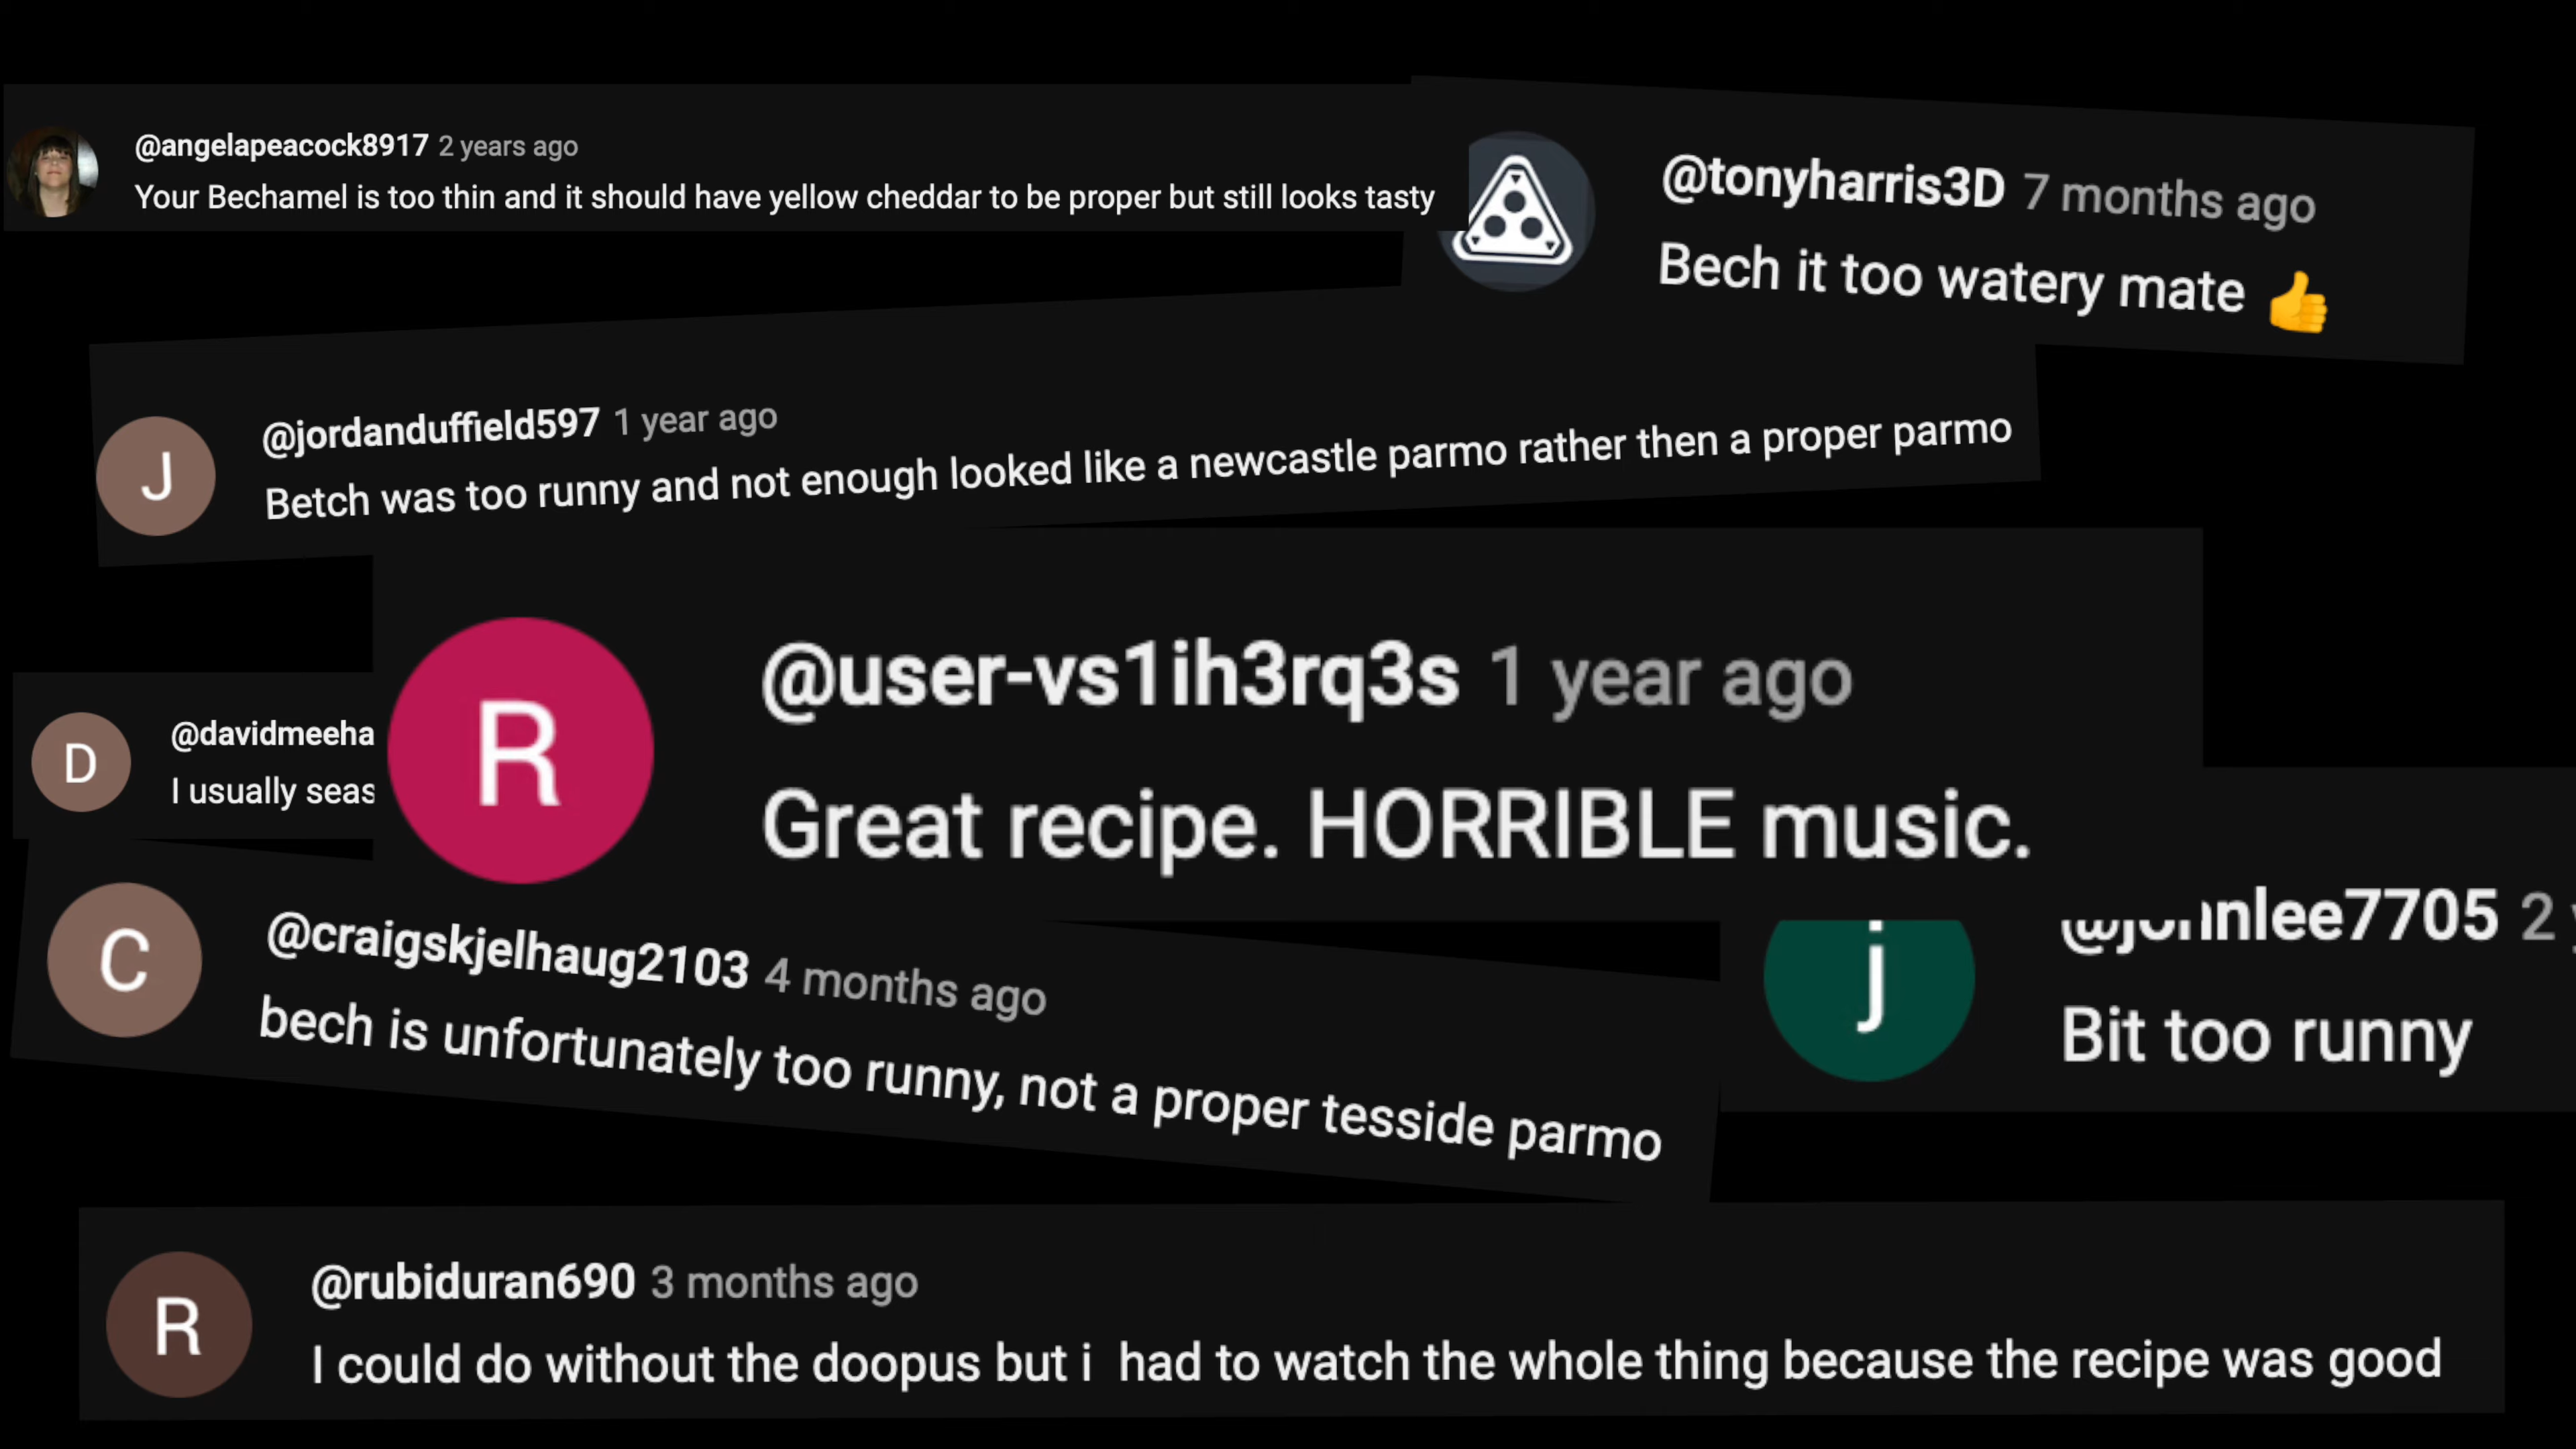 @angelapeacock8917 2 years ago
Your Bechamel is too thin and it should have yellow cheddar to be proper but still looks tasty
@tonyharris3D 7 months ago
Bech it too watery mate 👍
J
@jordanduffield597 1 year ago
Betch was too runny and not enough looked like a newcastle parmo rather then a proper parmo
R
@user-vs1ih3rq3s 1 year ago
Great recipe. HORRIBLE music.
D
@davidmeeha
I usually seas
C
@craigskjelhaug2103 4 months ago
bech is unfortunately too runny, not a proper tesside parmo
j
@johnlee7705 2
Bit too runny
R
@rubiduran690 3 months ago
I could do without the doopus but i  had to watch the whole thing because the recipe was good